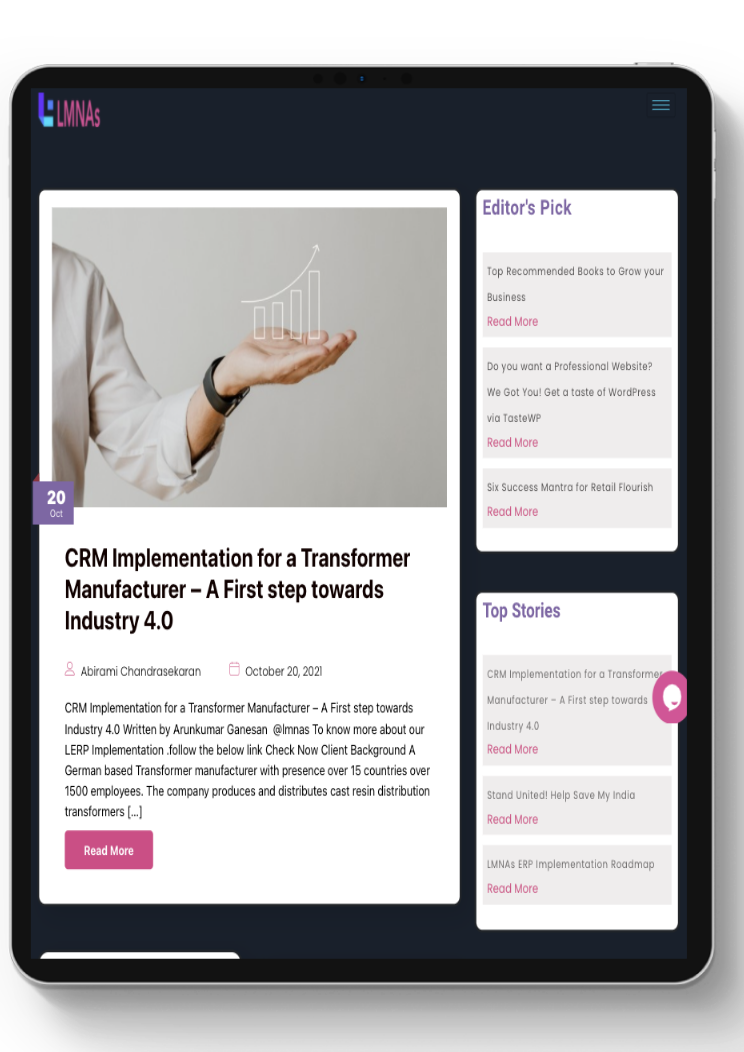 LMNAs
20
Oct
CRM Implementation for a Transformer
Manufacturer – A First step towards
Industry 4.0
Abirami Chandrasekaran
October 20, 2021
CRM Implementation for a Transformer Manufacturer – A First step towards
Industry 4.0 Written by Arunkumar Ganesan @lmnas To know more about our
LERP Implementation .follow the below link Check Now Client Background A
German based Transformer manufacturer with presence over 15 countries over
1500 employees. The company produces and distributes cast resin distribution
transformers [...]
Read More
Editor's Pick
Top Recommended Books to Grow your
Business
Read More
Do you want a Professional Website?
We Got You! Get a taste of WordPress
via TasteWP
Read More
Six Success Mantra for Retail Flourish
Read More
Top Stories
CRM Implementation for a Transformer
Manufacturer – A First step towards
Industry 4.0
Read More
Stand United! Help Save My India
Read More
LMNAs ERP Implementation Roadmap
Read More